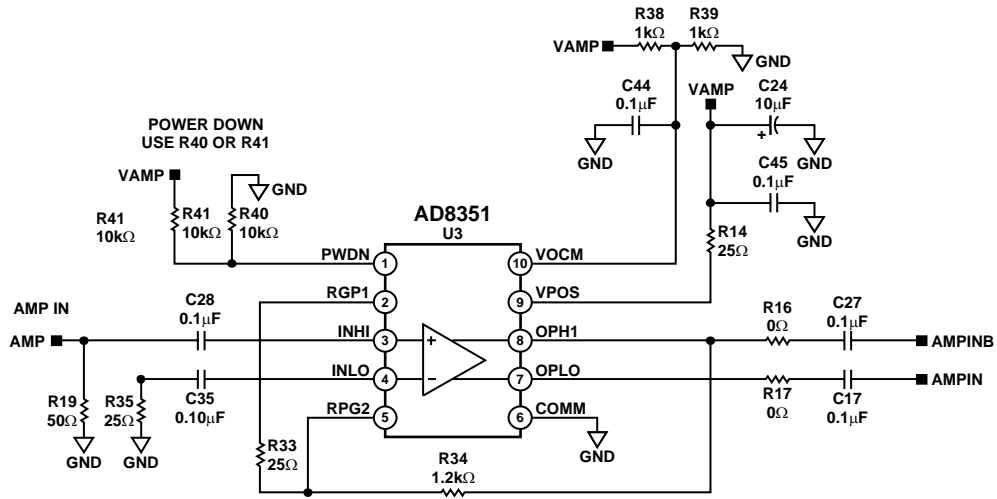 R38
1kΩ
R39
1kΩ
VAMP
GND
C44
0.1μF
GND
VAMP
C24
10μF
+
GND
C45
0.1μF
GND
R14
25Ω
POWER DOWN
USE R40 OR R41
VAMP
GND
R41
10kΩ
R41
10kΩ
R40
10kΩ
AD8351
U3
PWDN
1
10
VOCM
RGP1
2
9
VPOS
AMP IN
AMP
C28
0.1μF
INHI
3
+
8
OPH1
R16
0Ω
C27
0.1μF
AMPINB
INLO
4
–
7
OPLO
AMPIN
C35
0.10μF
R17
0Ω
C17
0.1μF
R19
50Ω
GND
R35
25Ω
GND
RPG2
5
6
COMM
GND
R33
25Ω
R34
1.2kΩ